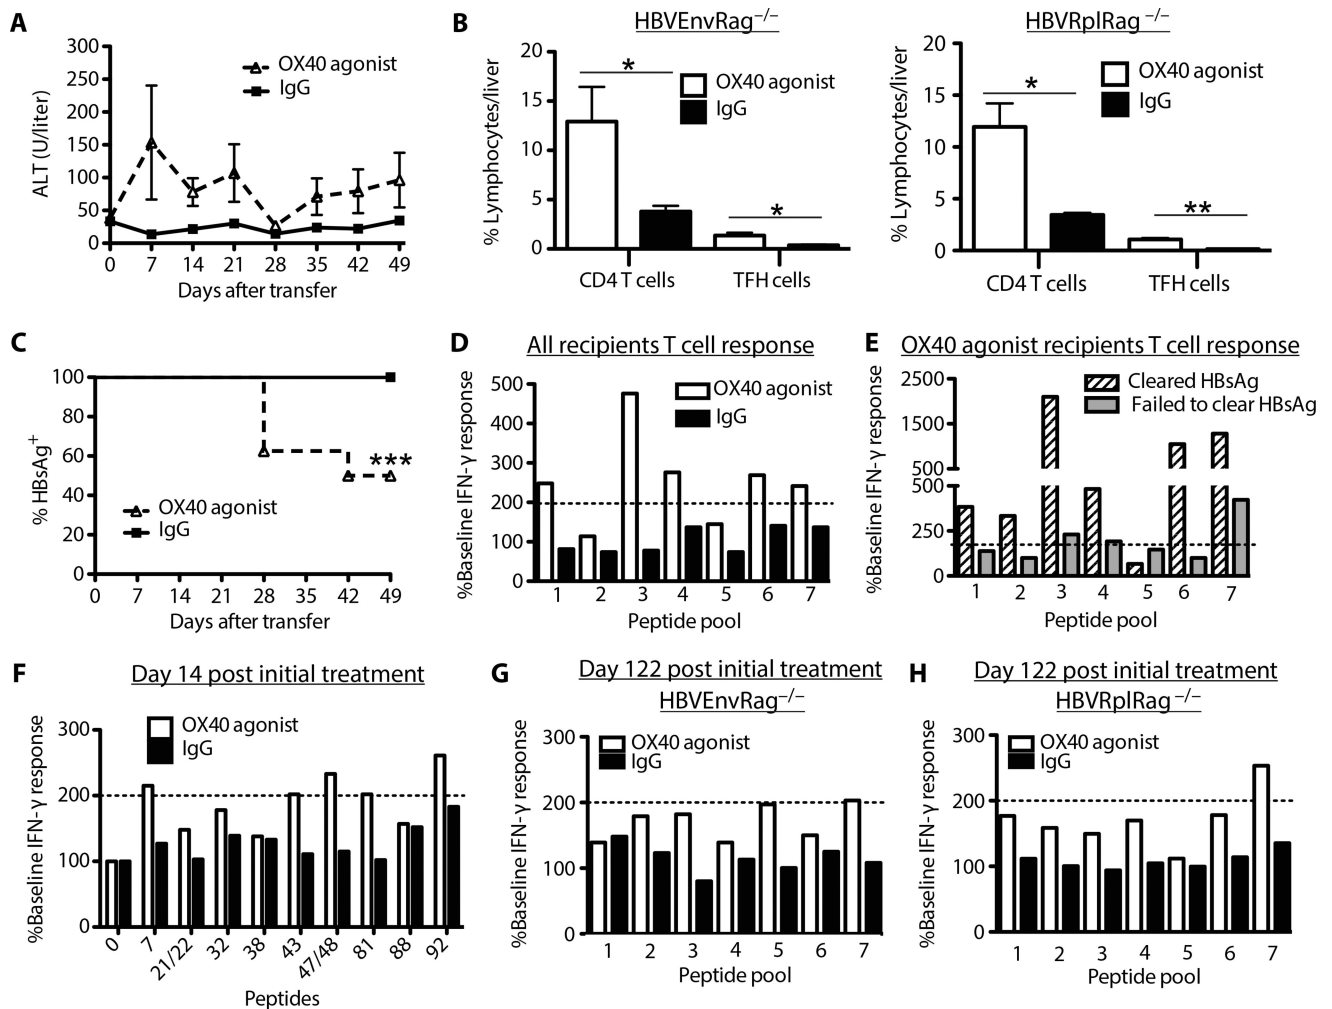 A
300
250
200
150
100
50
0
ALT (U/liter)
OX40 agonist
IgG
0 7 14 21 28 35 42 49
Days after transfer
B
HBVEnvRag–/–
20
15
10
5
0
% Lymphocytes/liver
OX40 agonist
IgG
*
*
CD4 T cells TFH cells
HBVRplRag –/–
20
15
10
5
0
% Lymphocytes/liver
OX40 agonist
IgG
*
**
CD4 T cells TFH cells
C
100
80
60
40
20
0
% HBsAg+
***
OX40 agonist
IgG
0 7 14 21 28 35 42 49
Days after transfer
D
All recipients T cell response
500
400
300
200
100
0
%Baseline IFN-γ response
OX40 agonist
IgG
1 2 3 4 5 6 7
Peptide pool
E
OX40 agonist recipients T cell response
2500
1500
500
500
250
0
%Baseline IFN-γ response
Cleared HBsAg
Failed to clear HBsAg
1 2 3 4 5 6 7
Peptide pool
F
Day 14 post initial treatment
300
200
100
0
%Baseline IFN-γ response
OX40 agonist
IgG
0 7 21/22 32 38 43 47/48 81 88 92
Peptides
G
Day 122 post initial treatment
HBVEnvRag–/–
300
200
100
0
%Baseline IFN-γ response
OX40 agonist
IgG
1 2 3 4 5 6 7
Peptide pool
H
Day 122 post initial treatment
HBVRplRag –/–
300
200
100
0
%Baseline IFN-γ response
OX40 agonist
IgG
1 2 3 4 5 6 7
Peptide pool